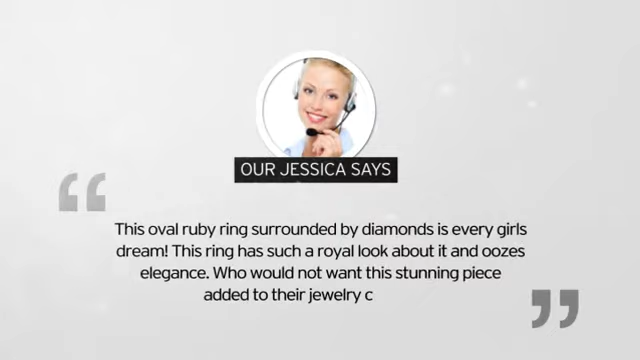 OUR JESSICA SAYS
“
This oval ruby ring surrounded by diamonds is every girls
dream! This ring has such a royal look about it and oozes
elegance. Who would not want this stunning piece
added to their jewelry c
”